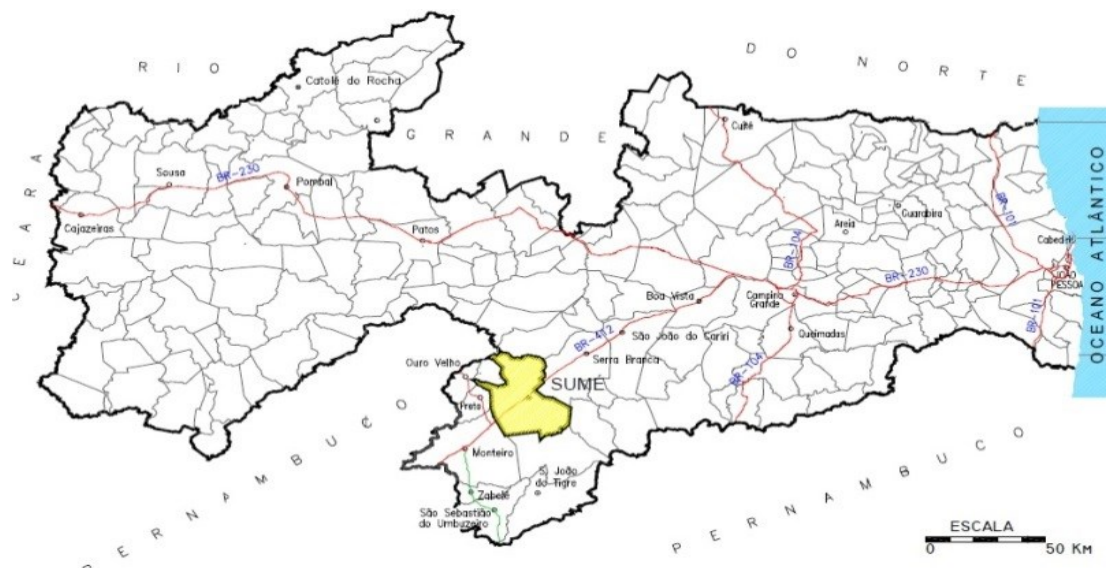 RIO
GRANDE
DO NORTE
CEARA
Catolé do Rocha
Cuité
OCEANO ATLÂNTICO
Sousa
BR-230
Pombal
Cajazeiras
Patos
BR-101
Guarabira
Areia
BR-104
Cabedelo
JOÃO
PESSOA
BR-230
Boa Vista
Campina
Grande
BR-101
BR-412
São João do Cariri
Queimadas
Serra Branca
BR-104
Ouro Velho
SUMÉ
Prata
Monteiro
S. João
do Tigre
Zabelê
São Sebastião
do Umbuzeiro
PERNAMBUCO
PERNAMBUCO
ESCALA
0 50 KM